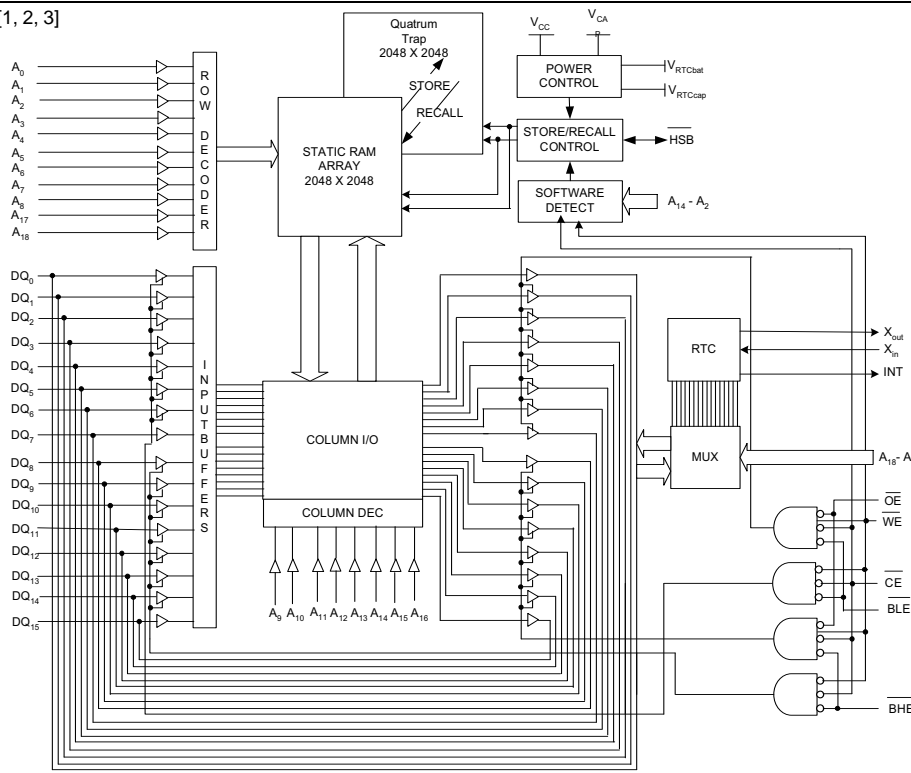 [1, 2, 3]
Quatrum
Trap
2048 X 2048
STORE
RECALL
STATIC RAM
ARRAY
2048 X 2048
ROW DECODER
A0
A1
A2
A3
A4
A5
A6
A7
A8
A17
A18
VCC
VCAP
POWER
CONTROL
VRTCbat
VRTCcap
STORE/RECALL
CONTROL
HSB
SOFTWARE
DETECT
A14 - A2
DQ0
DQ1
DQ2
DQ3
DQ4
DQ5
DQ6
DQ7
DQ8
DQ9
DQ10
DQ11
DQ12
DQ13
DQ14
DQ15
INPUTBUFFERS
COLUMN I/O
COLUMN DEC
A9
A10
A11
A12
A13
A14
A15
A16
RTC
Xout
Xin
INT
MUX
A18- A
OE
WE
CE
BLE
BHE